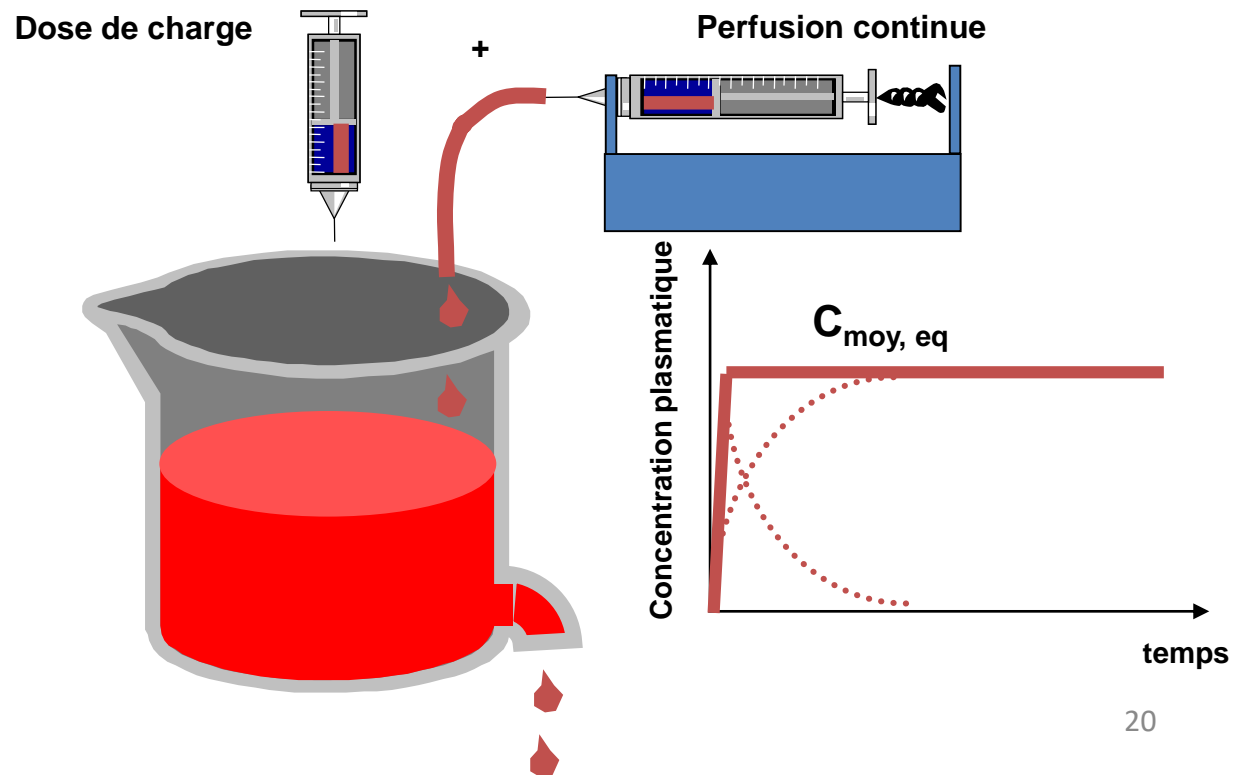 Dose de charge
+
Perfusion continue
Concentration plasmatique
Cmoy, eq
temps
20